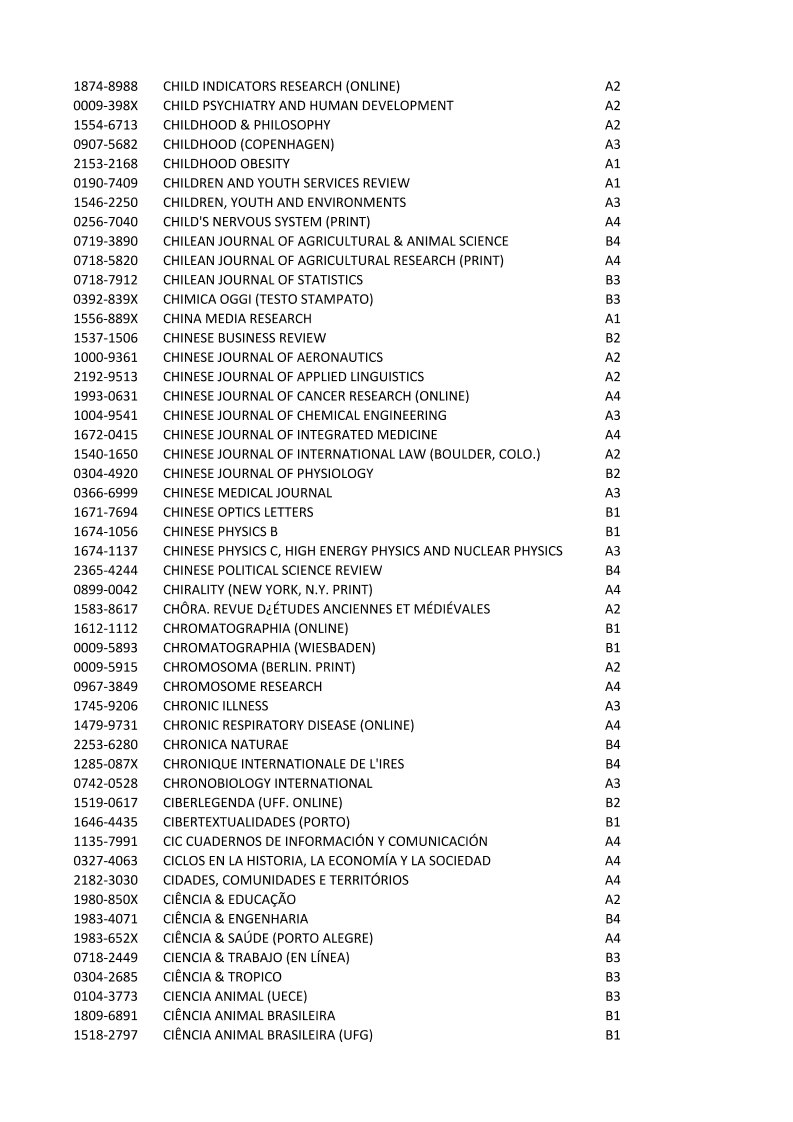 1874-8988 CHILD INDICATORS RESEARCH (ONLINE) A2
0009-398X CHILD PSYCHIATRY AND HUMAN DEVELOPMENT A2
1554-6713 CHILDHOOD & PHILOSOPHY A2
0907-5682 CHILDHOOD (COPENHAGEN) A3
2153-2168 CHILDHOOD OBESITY A1
0190-7409 CHILDREN AND YOUTH SERVICES REVIEW A1
1546-2250 CHILDREN, YOUTH AND ENVIRONMENTS A3
0256-7040 CHILD'S NERVOUS SYSTEM (PRINT) A4
0719-3890 CHILEAN JOURNAL OF AGRICULTURAL & ANIMAL SCIENCE B4
0718-5820 CHILEAN JOURNAL OF AGRICULTURAL RESEARCH (PRINT) A4
0718-7912 CHILEAN JOURNAL OF STATISTICS B3
0392-839X CHIMICA OGGI (TESTO STAMPATO) B3
1556-889X CHINA MEDIA RESEARCH A1
1537-1506 CHINESE BUSINESS REVIEW B2
1000-9361 CHINESE JOURNAL OF AERONAUTICS A2
2192-9513 CHINESE JOURNAL OF APPLIED LINGUISTICS A2
1993-0631 CHINESE JOURNAL OF CANCER RESEARCH (ONLINE) A4
1004-9541 CHINESE JOURNAL OF CHEMICAL ENGINEERING A3
1672-0415 CHINESE JOURNAL OF INTEGRATED MEDICINE A4
1540-1650 CHINESE JOURNAL OF INTERNATIONAL LAW (BOULDER, COLO.) A2
0304-4920 CHINESE JOURNAL OF PHYSIOLOGY B2
0366-6999 CHINESE MEDICAL JOURNAL A3
1671-7694 CHINESE OPTICS LETTERS B1
1674-1056 CHINESE PHYSICS B B1
1674-1137 CHINESE PHYSICS C, HIGH ENERGY PHYSICS AND NUCLEAR PHYSICS A3
2365-4244 CHINESE POLITICAL SCIENCE REVIEW B4
0899-0042 CHIRALITY (NEW YORK, N.Y. PRINT) A4
1583-8617 CHÔRA. REVUE D¿ÉTUDES ANCIENNES ET MÉDIÉVALES A2
1612-1112 CHROMATOGRAPHIA (ONLINE) B1
0009-5893 CHROMATOGRAPHIA (WIESBADEN) B1
0009-5915 CHROMOSOMA (BERLIN. PRINT) A2
0967-3849 CHROMOSOME RESEARCH A4
1745-9206 CHRONIC ILLNESS A3
1479-9731 CHRONIC RESPIRATORY DISEASE (ONLINE) A4
2253-6280 CHRONICA NATURAE B4
1285-087X CHRONIQUE INTERNATIONALE DE L'IRES B4
0742-0528 CHRONOBIOLOGY INTERNATIONAL A3
1519-0617 CIBERLEGENDA (UFF. ONLINE) B2
1646-4435 CIBERTEXTUALIDADES (PORTO) B1
1135-7991 CIC CUADERNOS DE INFORMACIÓN Y COMUNICACIÓN A4
0327-4063 CICLOS EN LA HISTORIA, LA ECONOMÍA Y LA SOCIEDAD A4
2182-3030 CIDADES, COMUNIDADES E TERRITÓRIOS A4
1980-850X CIÊNCIA & EDUCAÇÃO A2
1983-4071 CIÊNCIA & ENGENHARIA B4
1983-652X CIÊNCIA & SAÚDE (PORTO ALEGRE) A4
0718-2449 CIENCIA & TRABAJO (EN LÍNEA) B3
0304-2685 CIÊNCIA & TROPICO B3
0104-3773 CIENCIA ANIMAL (UECE) B3
1809-6891 CIÊNCIA ANIMAL BRASILEIRA B1
1518-2797 CIÊNCIA ANIMAL BRASILEIRA (UFG) B1